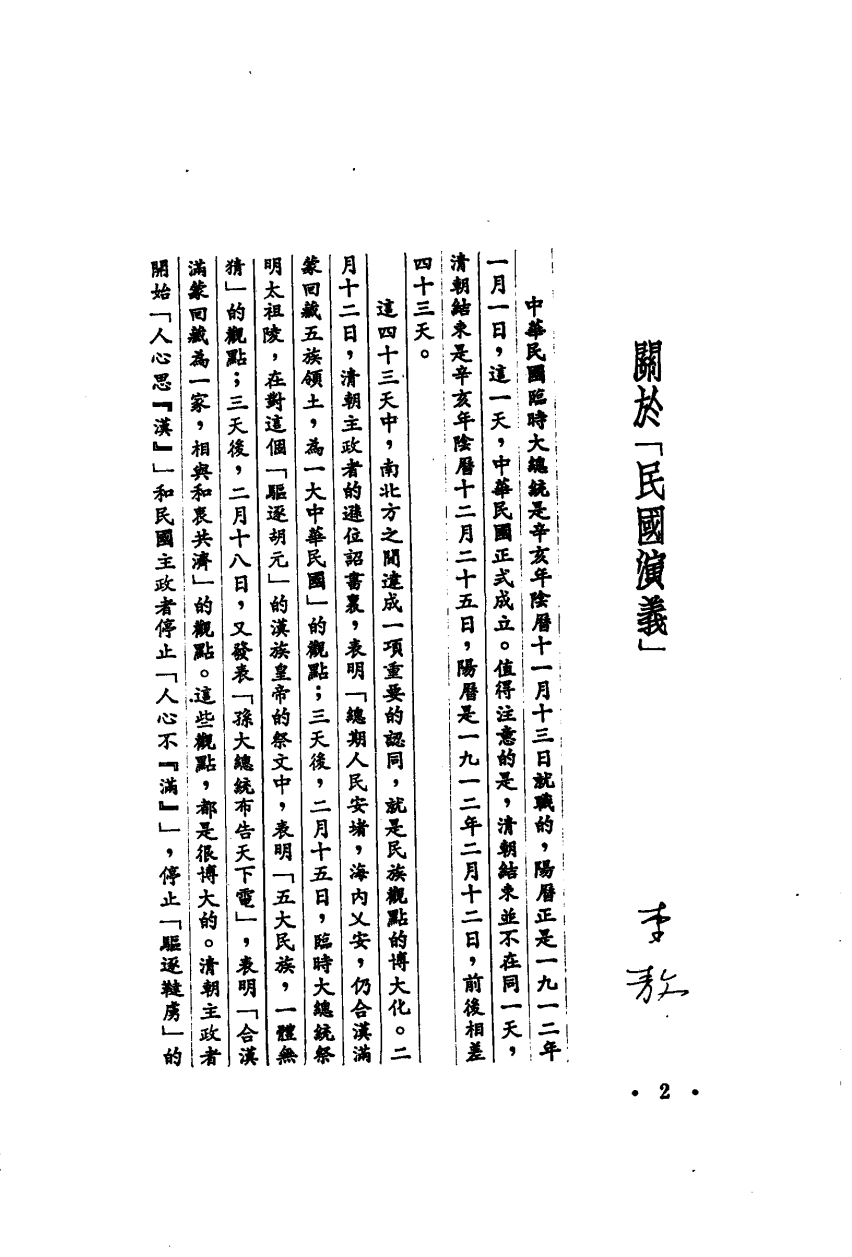 關於「民國演義」
李敖
中華民國臨時大總統是辛亥年陰曆十一月十三日就職的，陽曆正是一九一二年
一月一日，這一天，中華民國正式成立。值得注意的是，清朝結束並不在同一天，
清朝結束是辛亥年陰曆十二月二十五日，陽曆是一九一二年二月十二日，前後相差
四十三天。
這四十三天中，南北方之間達成一項重要的認同，就是民族觀點的博大化。二
月十二日，清朝主政者的遜位詔書裏，表明「總期人民安堵，海內乂安，仍合漢滿
蒙回藏五族領土，為一大中華民國」的觀點；三天後，二月十五日，臨時大總統祭
明太祖陵，在對這個「驅逐胡元」的漢族皇帝的祭文中，表明「五大民族，一體無
猜」的觀點；三天後，二月十八日，又發表「孫大總統布告天下電」，表明「合漢
滿蒙回藏為一家，相與和衷共濟」的觀點。這些觀點，都是很博大的。清朝主政者
開始「人心思『漢』」和民國主政者停止「人心不『滿』」，停止「驅逐韃虜」的
• 2 •